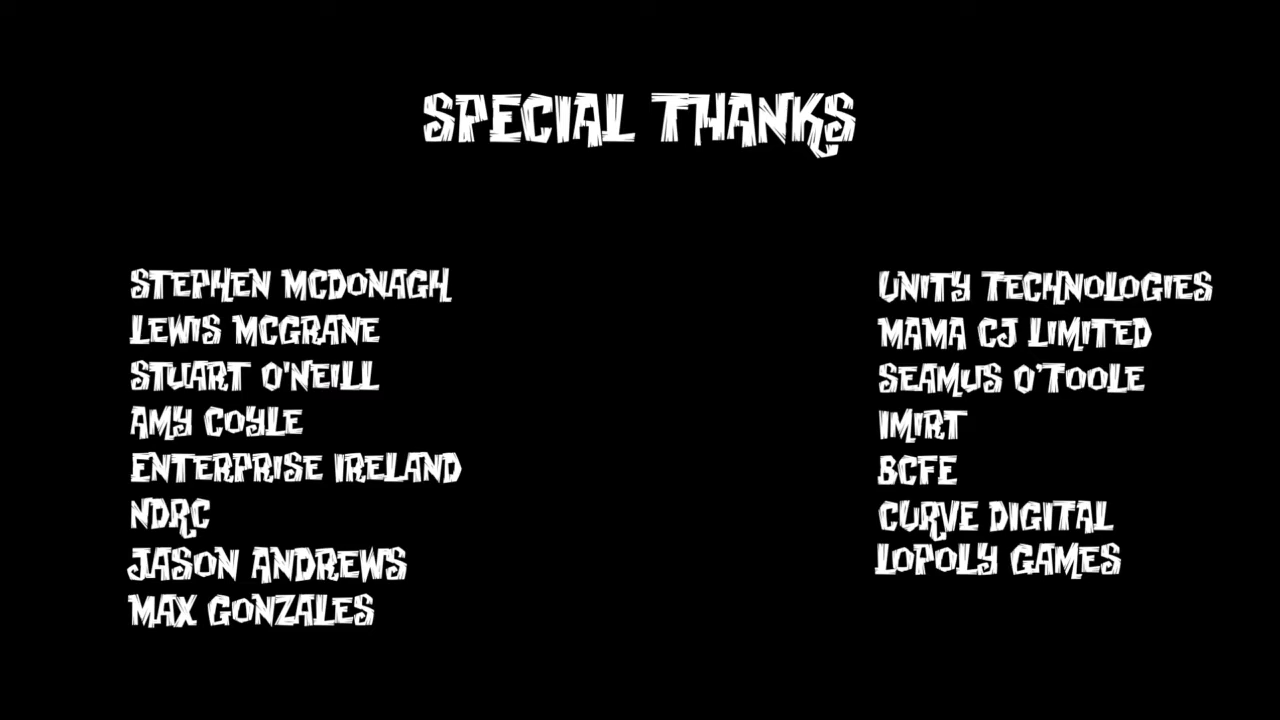 SPECIAL THANKS
STEPHEN MCDONAGH
LEWIS MCGRANE
STUART O'NEILL
AMY COYLE
ENTERPRISE IRELAND
NDRC
JASON ANDREWS
MAX GONZALES
UNITY TECHNOLOGIES
MAMA CJ LIMITED
SEAMUS O'TOOLE
IMIRT
BCFE
CURVE DIGITAL
LOPOLY GAMES